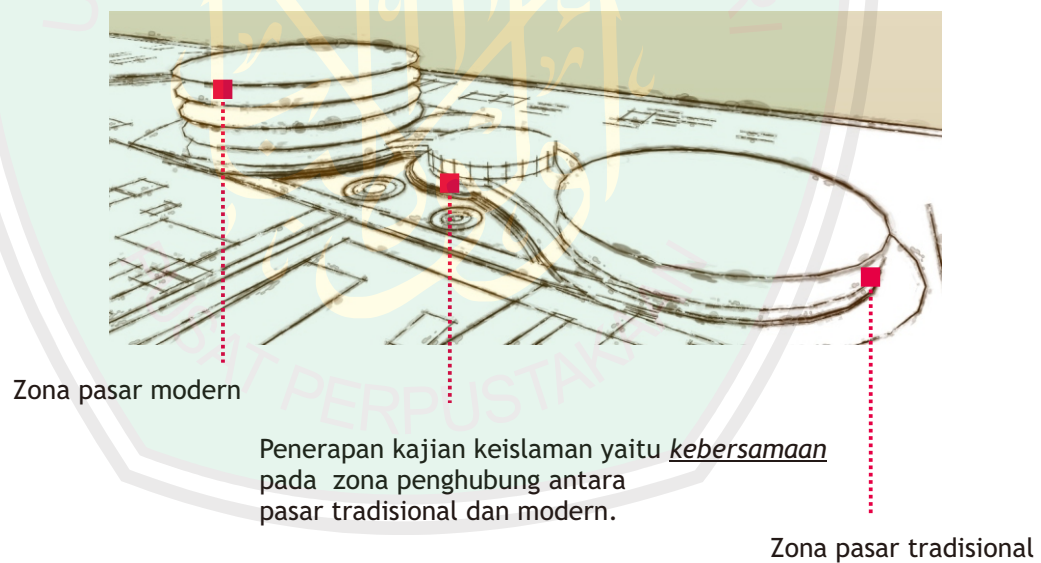 Zona pasar modern
Penerapan kajian keislaman yaitu kebersamaan
pada zona penghubung antara
pasar tradisional dan modern.
Zona pasar tradisional
PERPUSTAKAAN